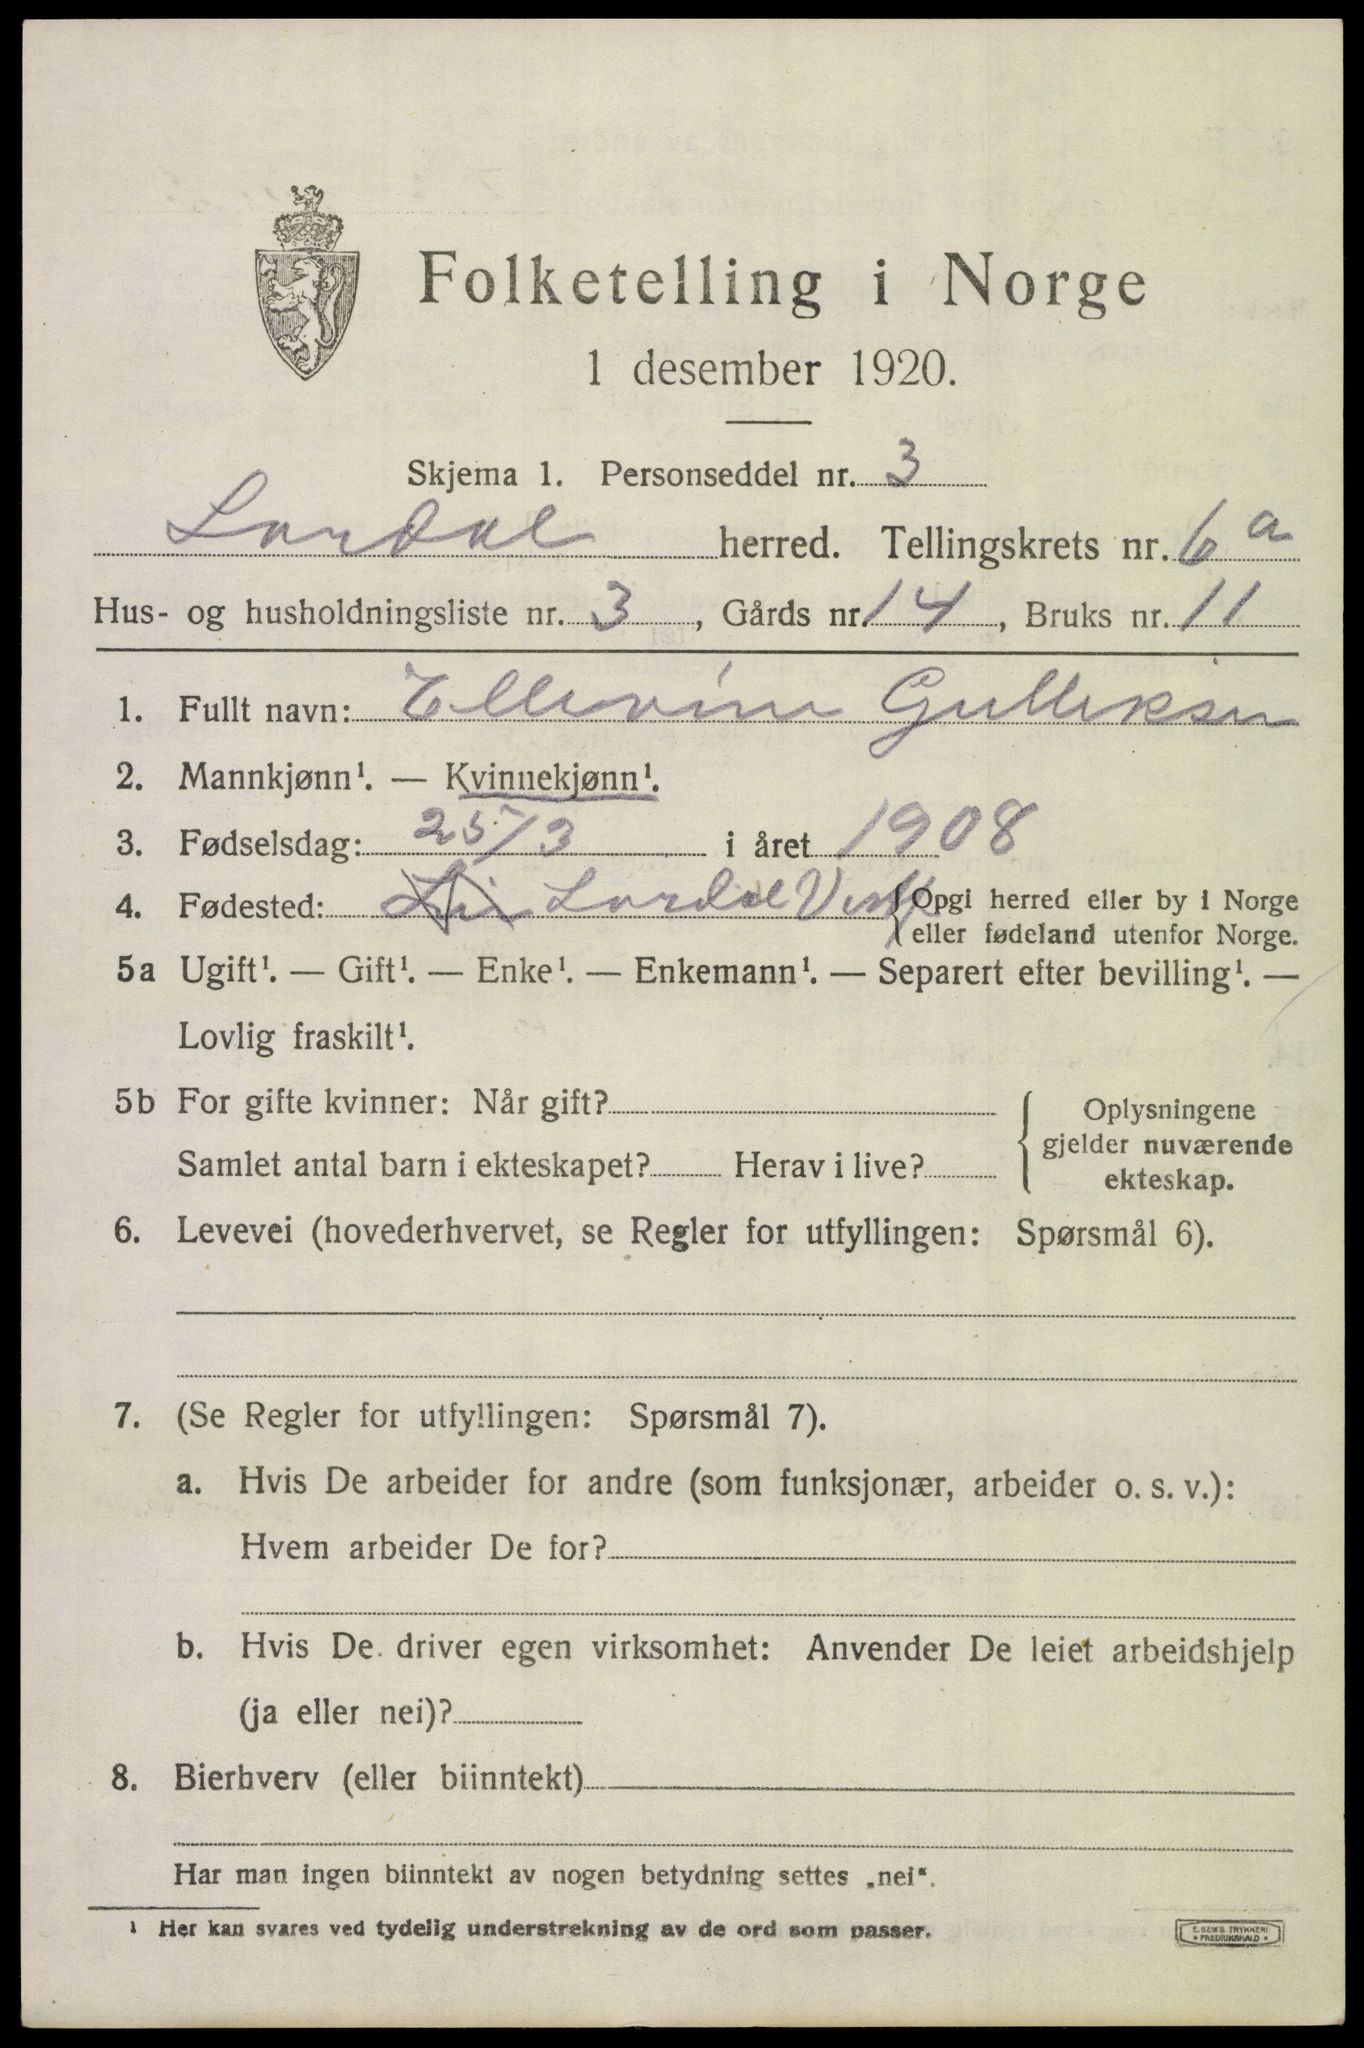 Folketelling i Norge
1 desember 1920.
Skjema 1. Personseddel nr. 3
Lardal herred. Tellingskrets nr. 6a
Hus- og husholdningsliste nr. 3, Gårds nr. 14, Bruks nr. 11
1. Fullt navn: Ellevine Gulliksen
2. Mannkjønn¹. — Kvinnekjønn¹.
3. Fødselsdag: 25/3 i året 1908
4. Fødested: Lardal Vestf { Opgi herred eller by i Norge
eller fødeland utenfor Norge.
5a Ugift¹. — Gift¹. — Enke¹. — Enkemann¹. — Separert efter bevilling¹. —
Lovlig fraskilt¹.
5b For gifte kvinner: Når gift?
Samlet antal barn i ekteskapet? Herav i live?
{ Oplysningene
gjelder nuværende
ekteskap.
6. Levevei (hovederhvervet, se Regler for utfyllingen: Spørsmål 6).
7. (Se Regler for utfyllingen: Spørsmål 7).
a. Hvis De arbeider for andre (som funksjonær, arbeider o. s. v.):
Hvem arbeider De for?
b. Hvis De driver egen virksomhet: Anvender De leiet arbeidshjelp
(ja eller nei)?
8. Bierhverv (eller biinntekt)
Har man ingen biinntekt av nogen betydning settes „nei“.
¹ Her kan svares ved tydelig understrekning av de ord som passer.
E. SEM'S TRYKKERI
* FREDRIKSHALD *